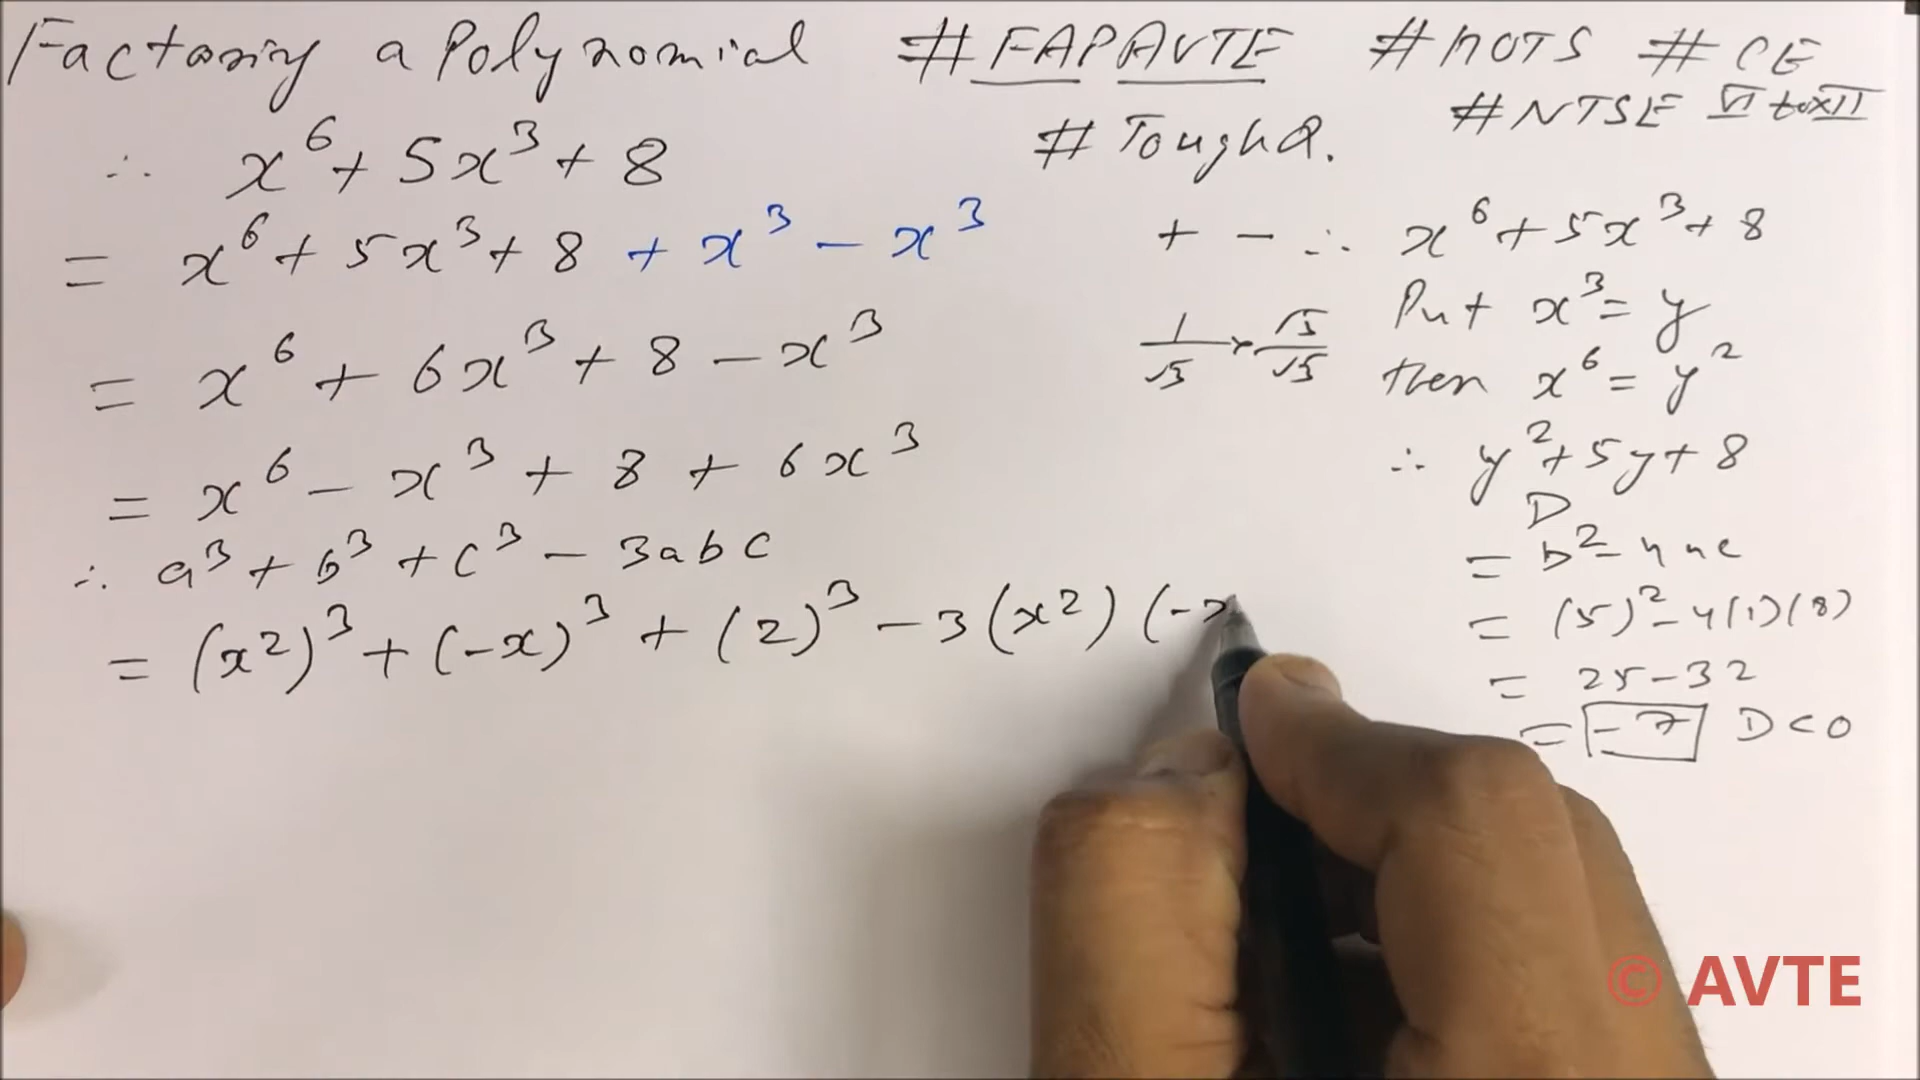 Factoring a Polynomial #FAPAVTE #HOTS #CE
#NTSE VI to XII
#Tough Q.
∴ x⁶ + 5x³ + 8
= x⁶ + 5x³ + 8 + x³ - x³
= x⁶ + 6x³ + 8 - x³
= x⁶ - x³ + 8 + 6x³
∴ a³ + b³ + c³ - 3abc
= (x²)³ + (-x)³ + (2)³ - 3(x²)(-x
+ - ∴ x⁶ + 5x³ + 8
1/√3 × √3/√3
Put x³ = y
then x⁶ = y²
∴ y² + 5y + 8
D
= b² - 4ac
= (5)² - 4(1)(8)
= 25 - 32
= -7 D < 0
© AVTE